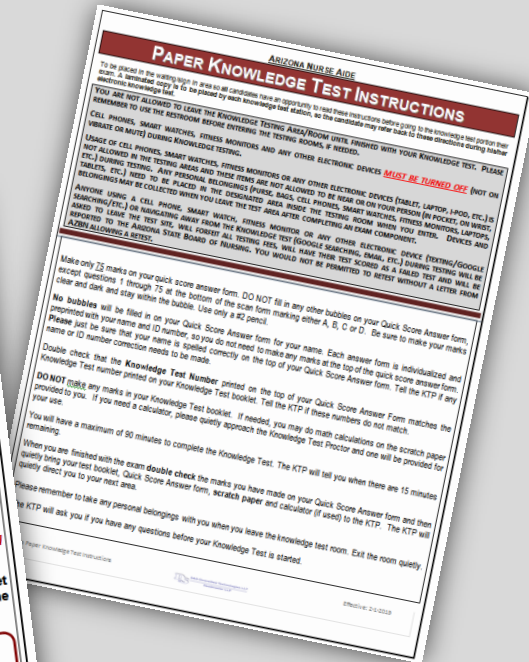 ARIZONA NURSE AIDE
PAPER KNOWLEDGE TEST INSTRUCTIONS
To be placed in the waiting/sign in area so all candidates have an opportunity to read these instructions before going to the knowledge test portion their
exam. A laminated copy is to be placed by each knowledge test station, so the candidate may refer back to these directions during his/her
electronic knowledge test.
YOU ARE NOT ALLOWED TO LEAVE THE KNOWLEDGE TESTING AREA/ROOM UNTIL FINISHED WITH YOUR KNOWLEDGE TEST. PLEASE
REMEMBER TO USE THE RESTROOM BEFORE ENTERING THE TESTING ROOMS, IF NEEDED.
CELL PHONES, SMART WATCHES, FITNESS MONITORS AND ANY OTHER ELECTRONIC DEVICES MUST BE TURNED OFF (NOT ON
VIBRATE OR MUTE) DURING KNOWLEDGE TESTING.
USAGE OF CELL PHONES, SMART WATCHES, FITNESS MONITORS OR ANY OTHER ELECTRONIC DEVICES (TABLET, LAPTOP, I-POD, ETC.) IS
NOT ALLOWED IN THE TESTING AREAS AND THESE ITEMS ARE NOT ALLOWED TO BE NEAR OR ON YOUR PERSON (IN POCKET, ON WRIST,
ETC.) DURING TESTING. ANY PERSONAL BELONGINGS (PURSE, BAGS, CELL PHONES, SMART WATCHES, FITNESS MONITORS, LAPTOPS,
TABLETS, ETC.) NEED TO BE PLACED IN THE DESIGNATED AREA INSIDE THE TESTING ROOM WHEN YOU ENTER. DEVICES AND
BELONGINGS MAY BE COLLECTED WHEN YOU LEAVE THE TEST AREA AFTER COMPLETING AN EXAM COMPONENT.
ANYONE USING A CELL PHONE, SMART WATCH, FITNESS MONITOR OR ANY OTHER ELECTRONIC DEVICE (TEXTING/GOOGLE
SEARCHING/ETC.) OR NAVIGATING AWAY FROM THE KNOWLEDGE TEST (GOOGLE SEARCHING, EMAIL, ETC.) DURING TESTING WILL BE
ASKED TO LEAVE THE TEST SITE, WILL FORFEIT ALL TESTING FEES, WILL HAVE THEIR TEST SCORED AS A FAILED TEST AND WILL BE
REPORTED TO THE ARIZONA STATE BOARD OF NURSING. YOU WOULD NOT BE PERMITTED TO RETEST WITHOUT A LETTER FROM
AZBN ALLOWING A RETEST.
Make only 75 marks on your quick score answer form. DO NOT fill in any other bubbles on your Quick Score Answer form,
except questions 1 through 75 at the bottom of the scan form marking either A, B, C or D. Be sure to make your marks
clear and dark and stay within the bubble. Use only a #2 pencil.
No bubbles will be filled in on your Quick Score Answer form for your name. Each answer form is individualized and
preprinted with your name and ID number, so you do not need to make any marks at the top of the quick score answer form.
Please just be sure that your name is spelled correctly on the top of your Quick Score Answer form. Tell the KTP if any
name or ID number correction needs to be made.
Double check that the Knowledge Test Number printed on the top of your Quick Score Answer Form matches the
Knowledge Test number printed on your Knowledge Test booklet. Tell the KTP if these numbers do not match.
DO NOT make any marks in your Knowledge Test booklet. If needed, you may do math calculations on the scratch paper
provided to you. If you need a calculator, please quietly approach the Knowledge Test Proctor and one will be provided for
your use.
You will have a maximum of 90 minutes to complete the Knowledge Test. The KTP will tell you when there are 15 minutes
remaining.
When you are finished with the exam double check the marks you have made on your Quick Score Answer form and then
quietly bring your test booklet, Quick Score Answer form, scratch paper and calculator (if used) to the KTP. The KTP will
quietly direct you to your next area.
Please remember to take any personal belongings with you when you leave the knowledge test room. Exit the room quietly.
he KTP will ask you if you have any questions before your Knowledge Test is started.
Paper Knowledge Test Instructions
Effective: 2-1-2019
et